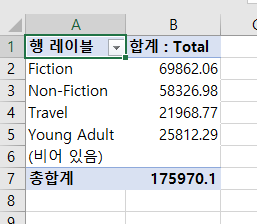 A B
1 행 레이블 합계 : Total
2 Fiction 69862.06
3 Non-Fiction 58326.98
4 Travel 21968.77
5 Young Adult 25812.29
6 (비어 있음)
7 총합계 175970.1
8